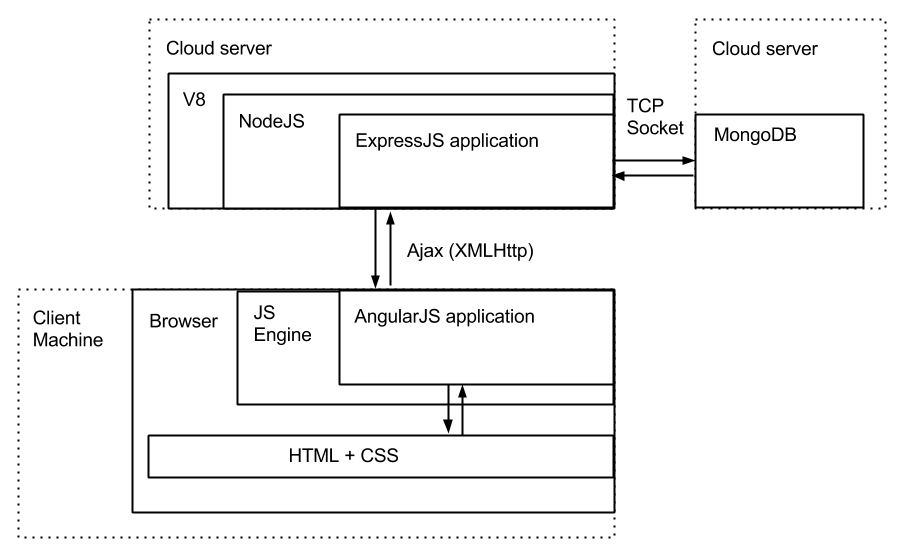 Cloud server
V8
NodeJS
ExpressJS application
TCP
Socket
Cloud server
MongoDB
Ajax (XMLHttp)
Client
Machine
Browser
JS
Engine
AngularJS application
HTML + CSS